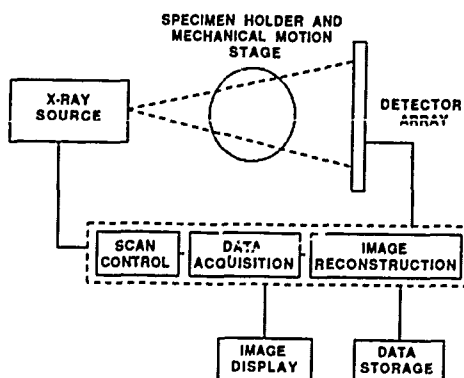 SPECIMEN HOLDER AND
MECHANICAL MOTION
STAGE
X-RAY
SOURCE
DETECTOR
ARRAY
SCAN
CONTROL
DATA
ACQUISITION
IMAGE
RECONSTRUCTION
IMAGE
DISPLAY
DATA
STORAGE